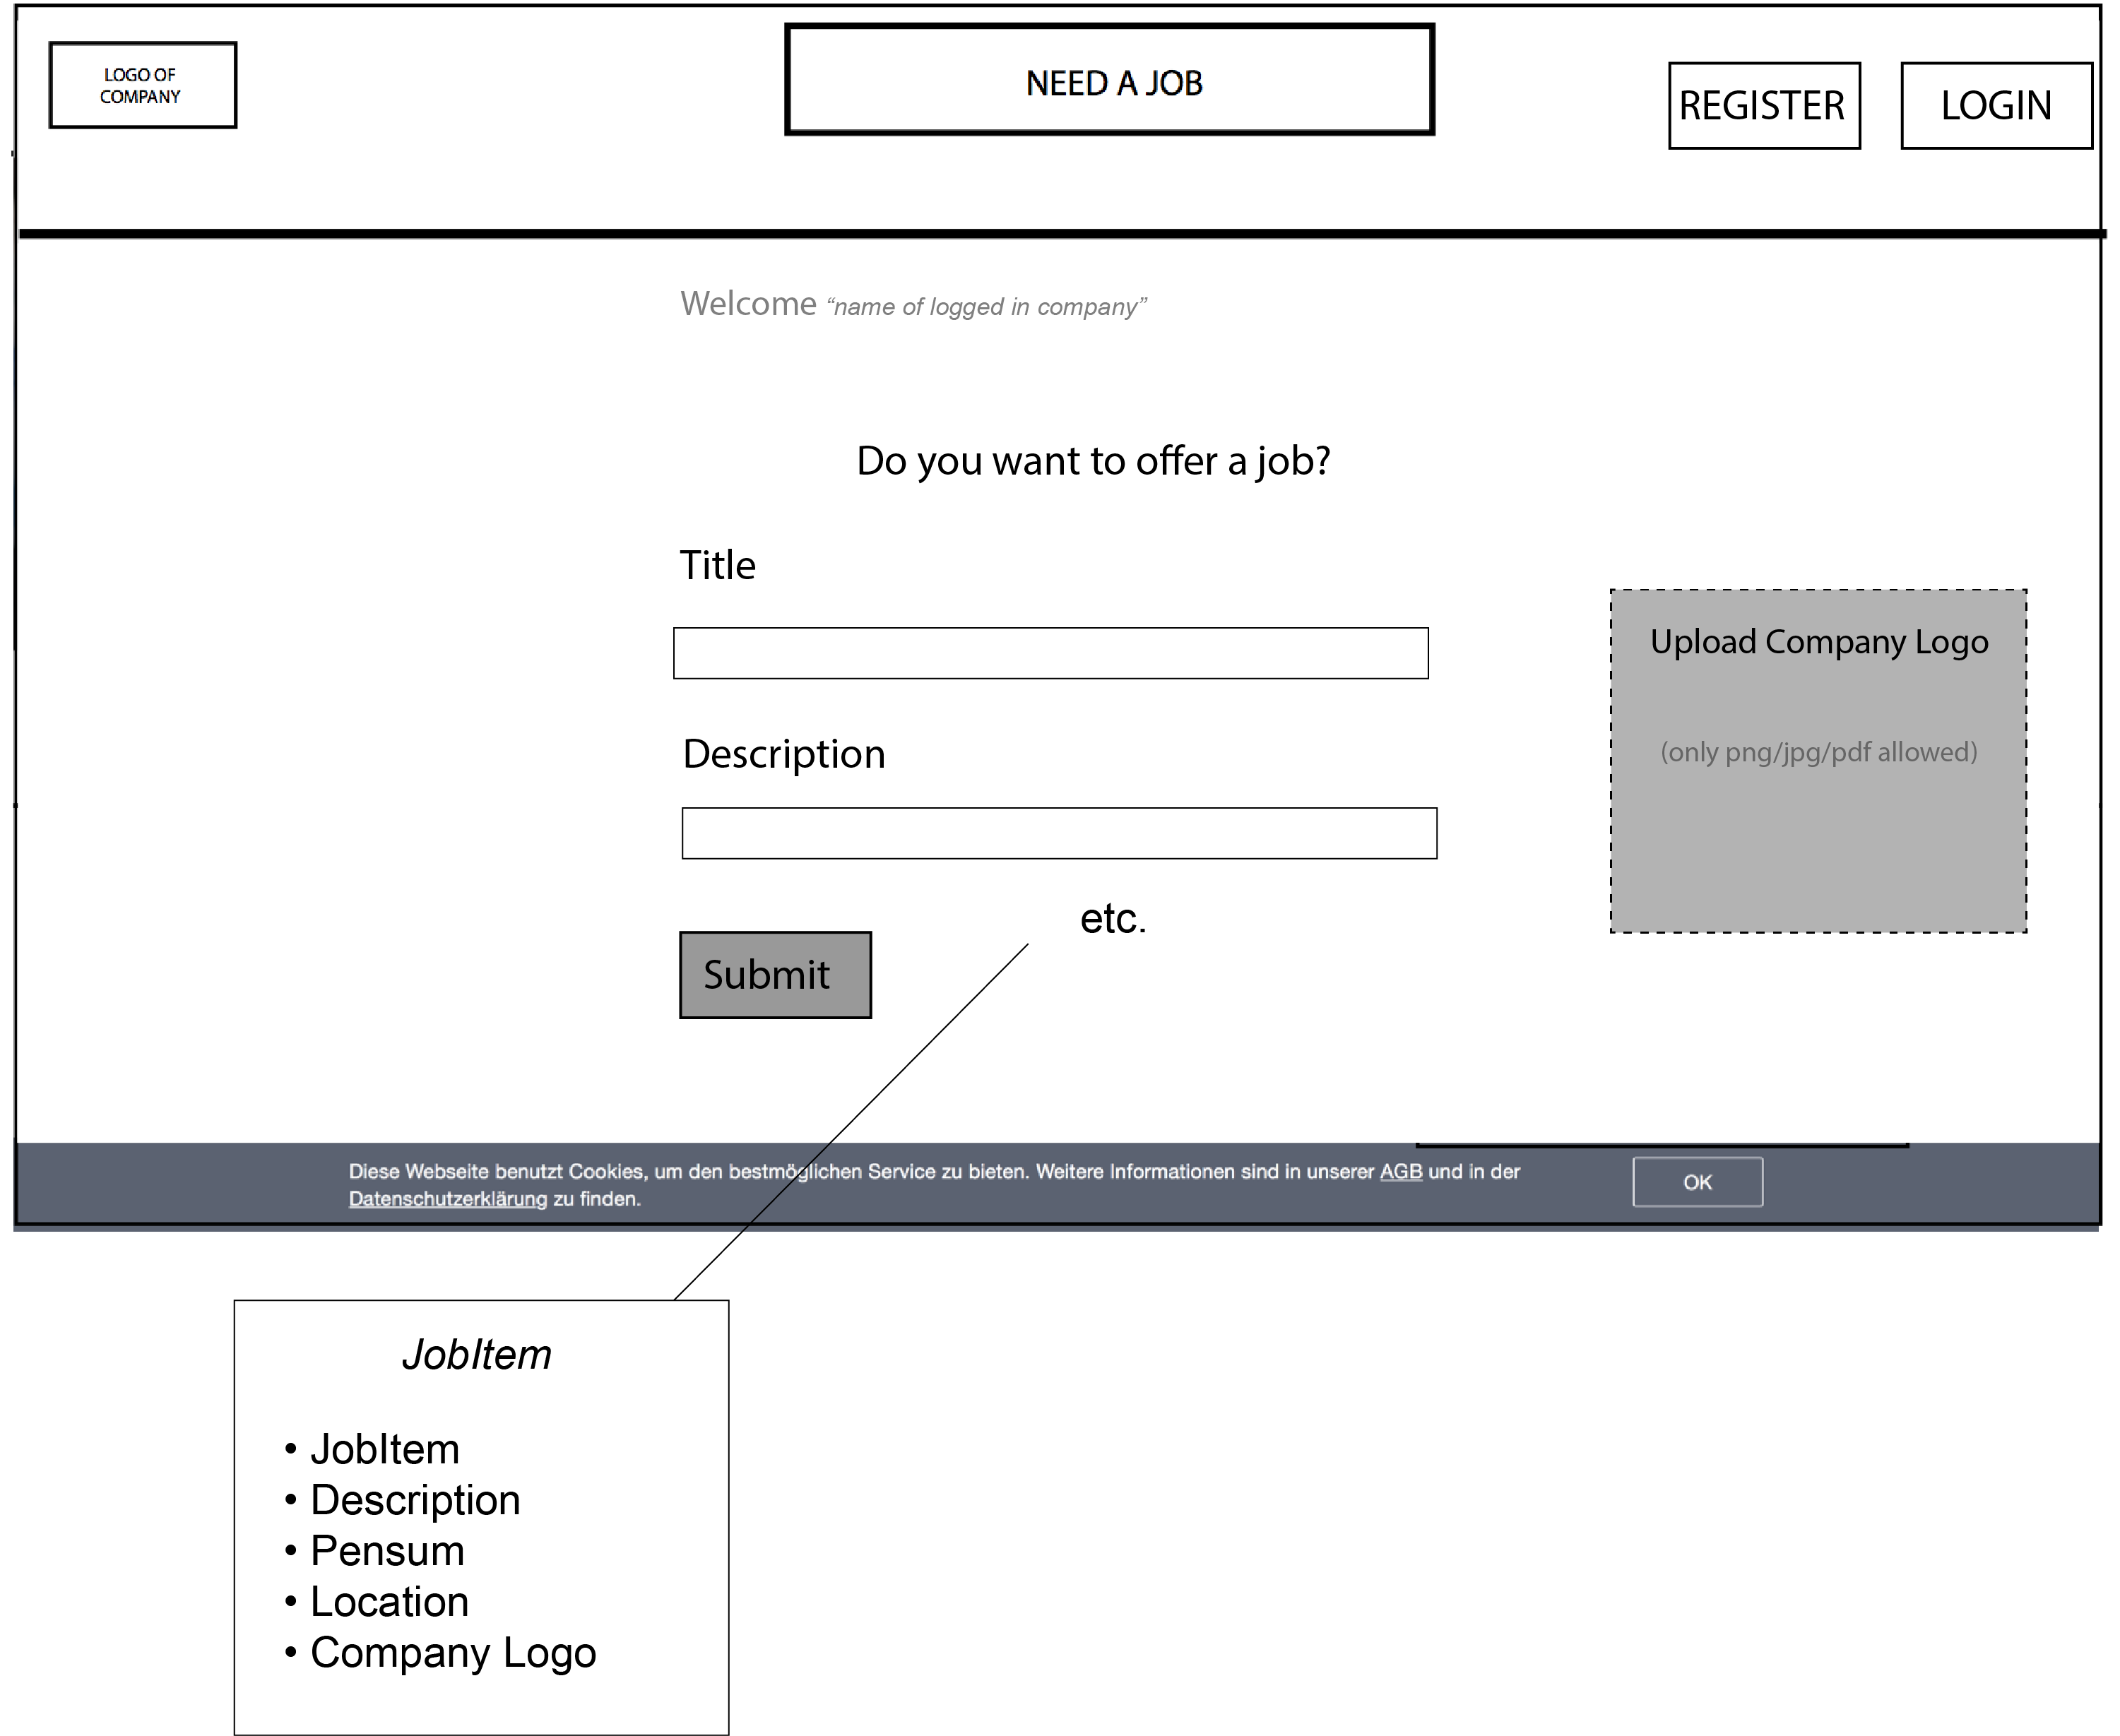 LOGO OF
COMPANY
NEED A JOB
REGISTER
LOGIN
Welcome “name of logged in company”
Do you want to offer a job?
Title
Upload Company Logo
(only png/jpg/pdf allowed)
Description
etc.
Submit
Diese Webseite benutzt Cookies, um den bestmöglichen Service zu bieten. Weitere Informationen sind in unserer AGB und in der
Datenschutzerklärung zu finden.
OK
JobItem
• JobItem
• Description
• Pensum
• Location
• Company Logo